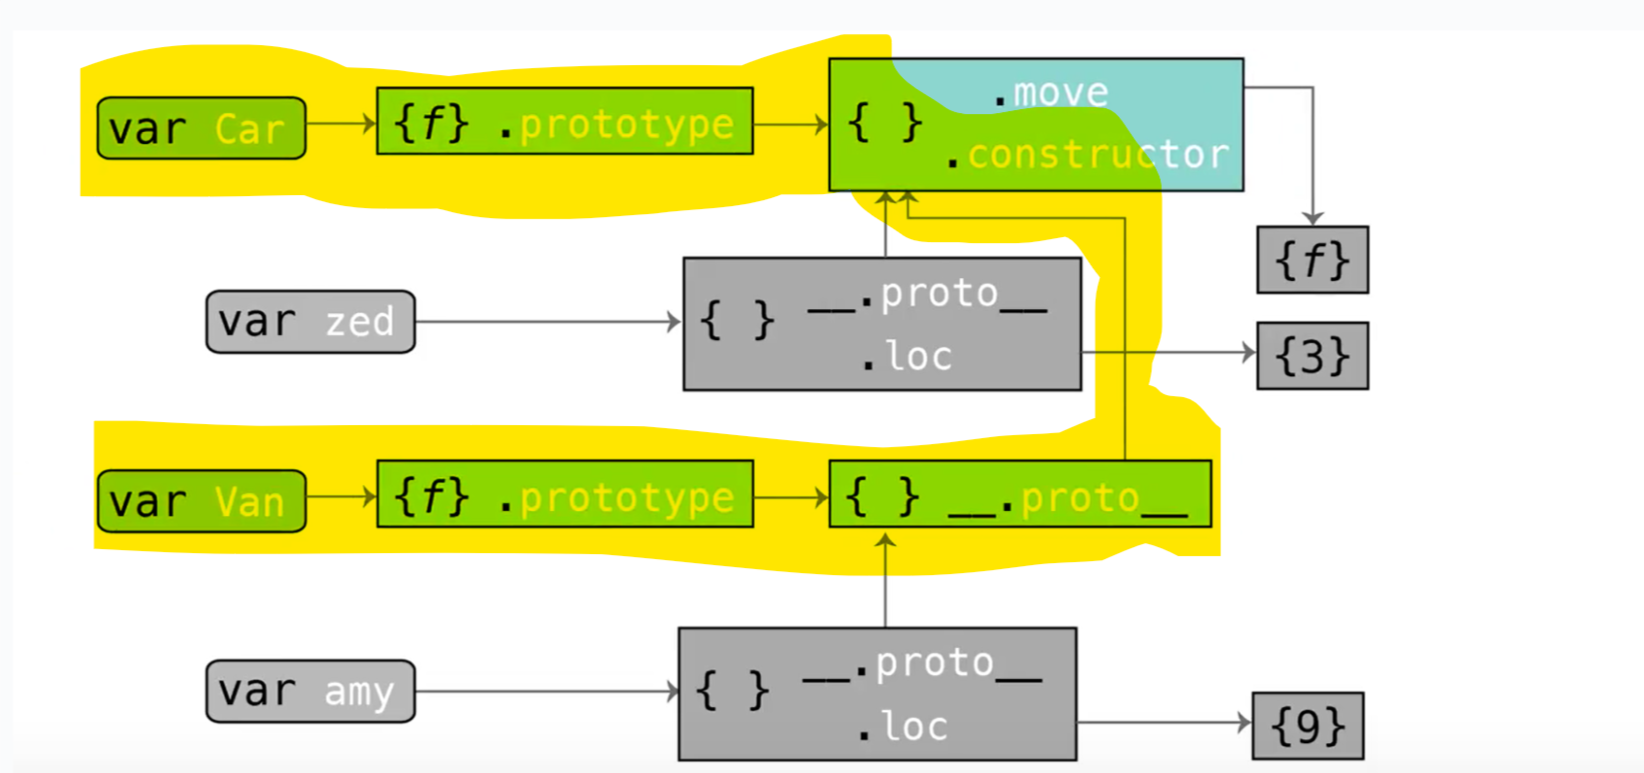 var Car
{f} .prototype
{ } .move
.constructor
{f}
var zed
{ } __.proto__
.loc
{3}
var Van
{f} .prototype
{ } __.proto__
var amy
{ } __.proto__
.loc
{9}